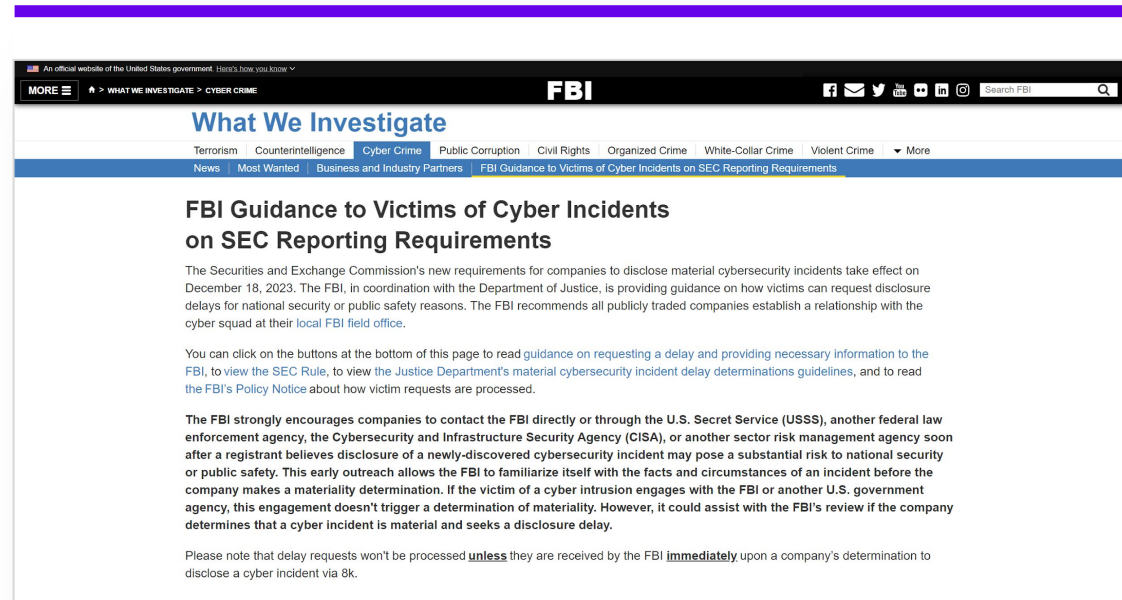 An official website of the United States government. Here's how you know
MORE > WHAT WE INVESTIGATE > CYBER CRIME
FBI
You Tube
in
Search FBI
What We Investigate
Terrorism Counterintelligence Cyber Crime Public Corruption Civil Rights Organized Crime White-Collar Crime Violent Crime More
News Most Wanted Business and Industry Partners FBI Guidance to Victims of Cyber Incidents on SEC Reporting Requirements
FBI Guidance to Victims of Cyber Incidents
on SEC Reporting Requirements
The Securities and Exchange Commission's new requirements for companies to disclose material cybersecurity incidents take effect on
December 18, 2023. The FBI, in coordination with the Department of Justice, is providing guidance on how victims can request disclosure
delays for national security or public safety reasons. The FBI recommends all publicly traded companies establish a relationship with the
cyber squad at their local FBI field office.
You can click on the buttons at the bottom of this page to read guidance on requesting a delay and providing necessary information to the
FBI, to view the SEC Rule, to view the Justice Department's material cybersecurity incident delay determinations guidelines, and to read
the FBI's Policy Notice about how victim requests are processed.
The FBI strongly encourages companies to contact the FBI directly or through the U.S. Secret Service (USSS), another federal law
enforcement agency, the Cybersecurity and Infrastructure Security Agency (CISA), or another sector risk management agency soon
after a registrant believes disclosure of a newly-discovered cybersecurity incident may pose a substantial risk to national security
or public safety. This early outreach allows the FBI to familiarize itself with the facts and circumstances of an incident before the
company makes a materiality determination. If the victim of a cyber intrusion engages with the FBI or another U.S. government
agency, this engagement doesn't trigger a determination of materiality. However, it could assist with the FBI's review if the company
determines that a cyber incident is material and seeks a disclosure delay.
Please note that delay requests won't be processed unless they are received by the FBI immediately upon a company's determination to
disclose a cyber incident via 8k.